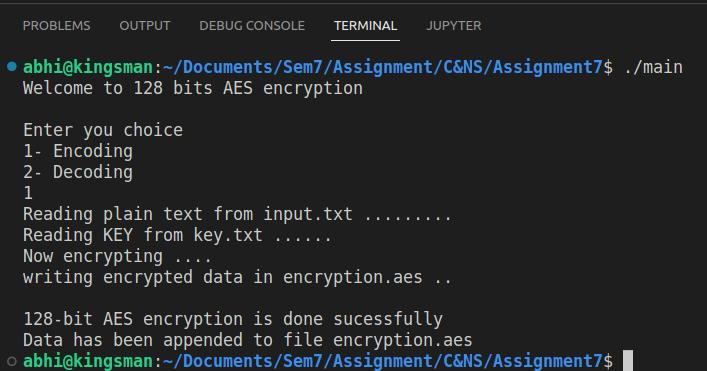 PROBLEMS OUTPUT DEBUG CONSOLE TERMINAL JUPYTER
abhi@kingsman:~/Documents/Sem7/Assignment/C&NS/Assignment7$ ./main
Welcome to 128 bits AES encryption
Enter you choice
1- Encoding
2- Decoding
1
Reading plain text from input.txt .........
Reading KEY from key.txt ......
Now encrypting ....
writing encrypted data in encryption.aes ..
128-bit AES encryption is done sucessfully
Data has been appended to file encryption.aes
abhi@kingsman:~/Documents/Sem7/Assignment/C&NS/Assignment7$